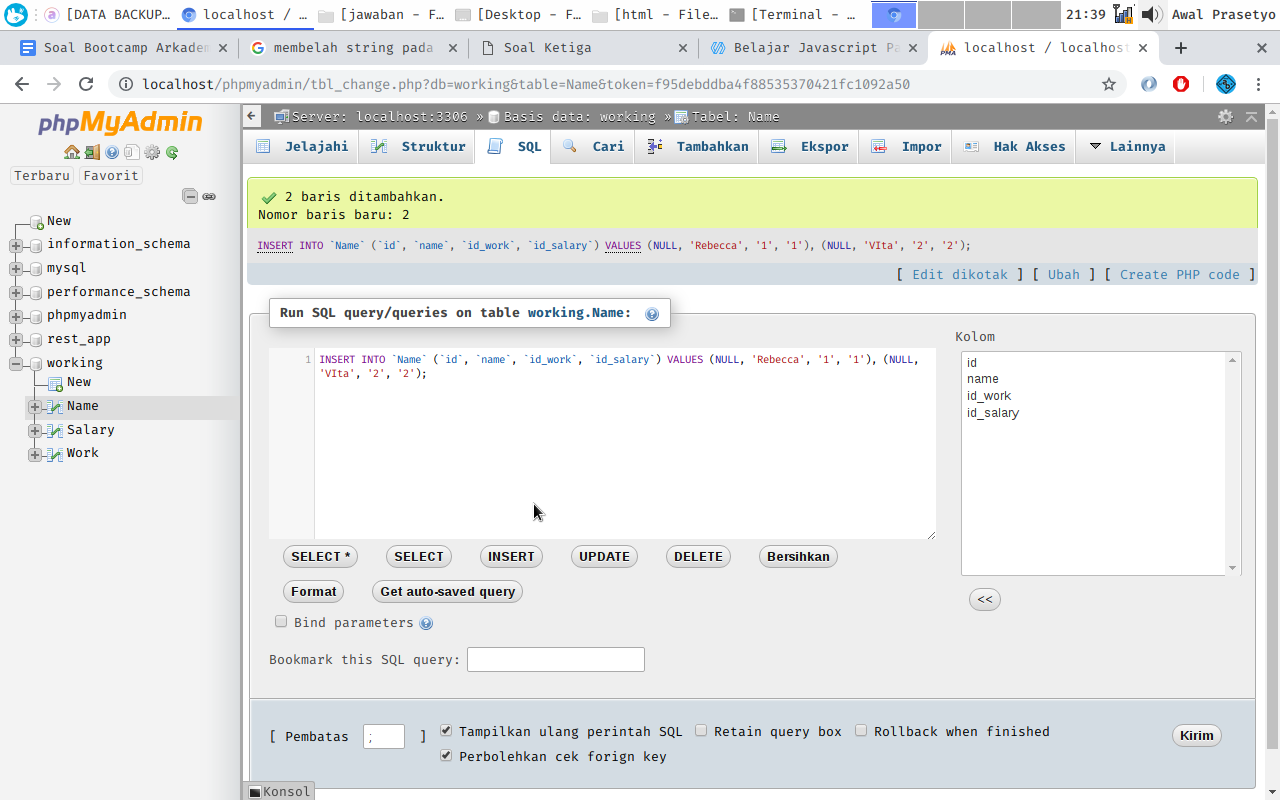 [DATA BACKUP... localhost / ... [jawaban - F... [Desktop - F... [html - File... [Terminal - ... 21:39 Awal Prasetyo
Soal Bootcamp Arkadem membelah string pada Soal Ketiga Belajar Javascript Pa localhost / localhost
localhost/phpmyadmin/tbl_change.php?db=working&table=Name&token=f95debddba4f88535370421fc1092a50
phpMyAdmin
Terbaru Favorit
New
information_schema
mysql
performance_schema
phpmyadmin
rest_app
working
New
Name
Salary
Work
Server: localhost:3306 » Basis data: working » Tabel: Name
Jelajahi Struktur SQL Cari Tambahkan Ekspor Impor Hak Akses Lainnya
2 baris ditambahkan.
Nomor baris baru: 2
INSERT INTO `Name` (`id`, `name`, `id_work`, `id_salary`) VALUES (NULL, 'Rebecca', '1', '1'), (NULL, 'VIta', '2', '2');
[ Edit dikotak ] [ Ubah ] [ Create PHP code ]
Run SQL query/queries on table working.Name:
1 INSERT INTO `Name` (`id`, `name`, `id_work`, `id_salary`) VALUES (NULL, 'Rebecca', '1', '1'), (NULL,
'VIta', '2', '2');
Kolom
id
name
id_work
id_salary
<<
SELECT * SELECT INSERT UPDATE DELETE Bersihkan
Format Get auto-saved query
Bind parameters
Bookmark this SQL query:
[ Pembatas ; ] Tampilkan ulang perintah SQL Retain query box Rollback when finished
Perbolehkan cek forign key
Kirim
Konsol